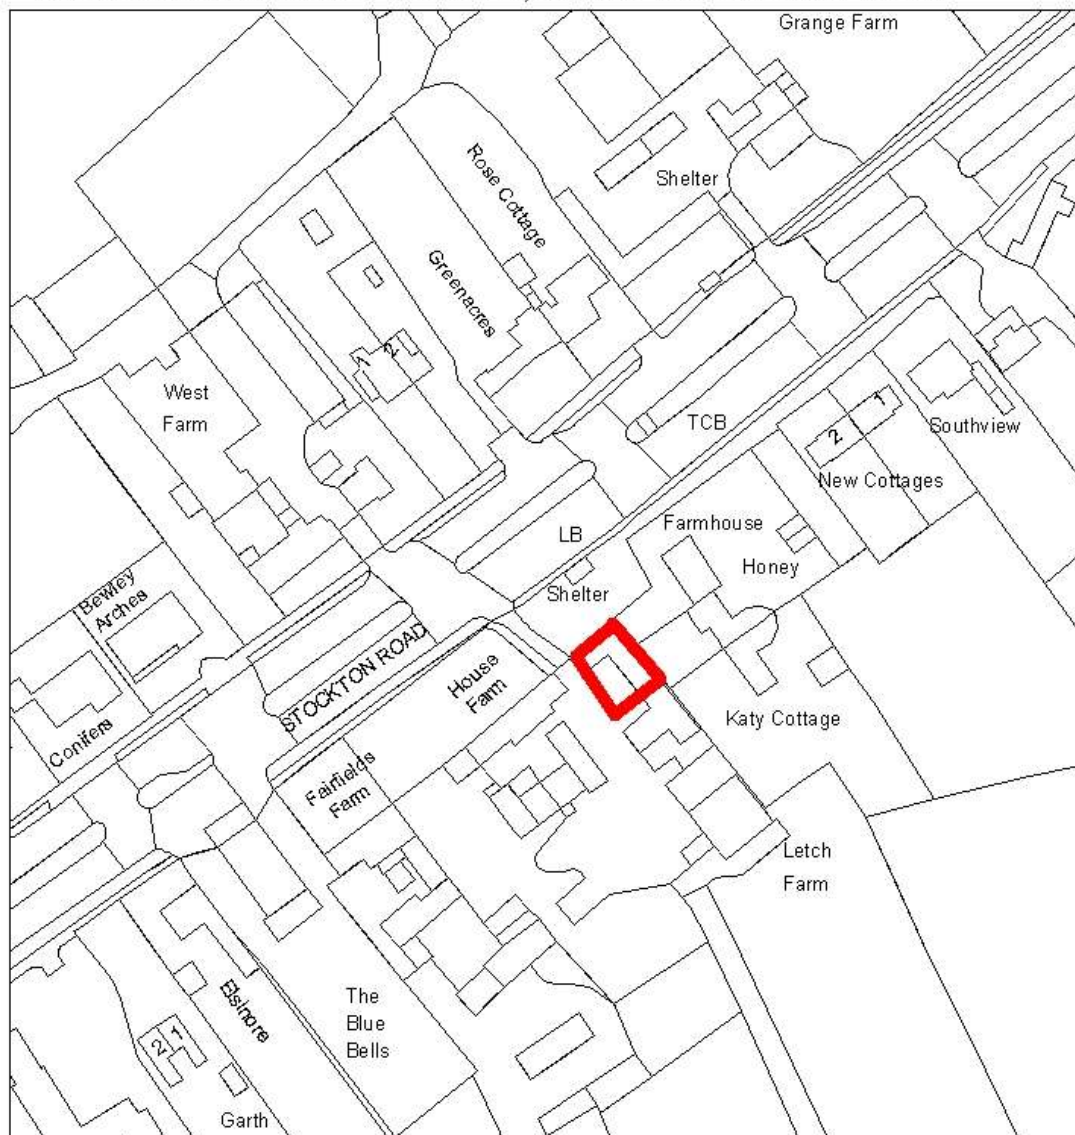 Grange Farm
Rose Cottage
Shelter
Greenacres
1
2
West
Farm
TCB
1
2
Southview
New Cottages
Farmhouse
LB
Honey
Shelter
Bewley
Arches
STOCKTON ROAD
House
Farm
Katy Cottage
Conifers
Fairfields
Farm
Letch
Farm
Elsinore
The
Blue
Bells
1
2
Garth